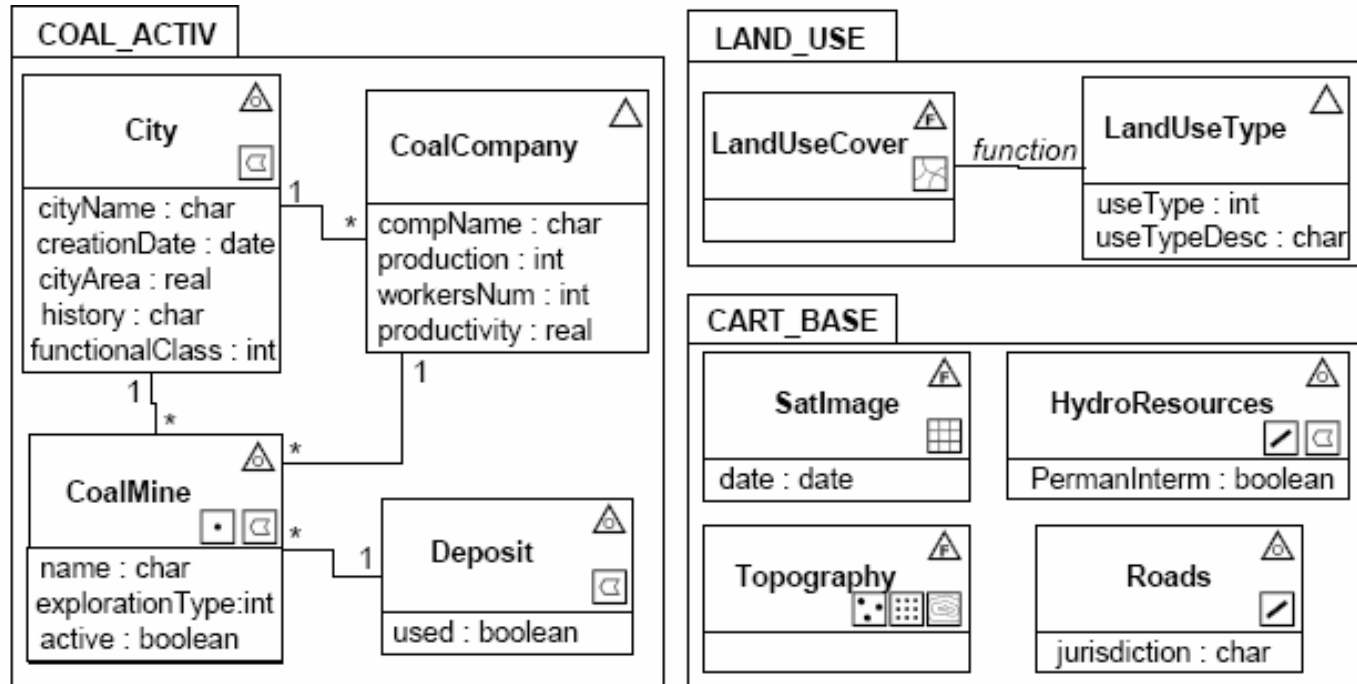 COAL_ACTIV
City
cityName : char
creationDate : date
cityArea : real
history : char
functionalClass : int
1
*
CoalCompany
compName : char
production : int
workersNum : int
productivity : real
1
*
1
*
CoalMine
name : char
explorationType:int
active : boolean
*
1
Deposit
used : boolean
LAND_USE
LandUseCover
function
LandUseType
useType : int
useTypeDesc : char
CART_BASE
F
SatImage
date : date
HydroResources
PermanInterm : boolean
F
Topography
Roads
jurisdiction : char
F